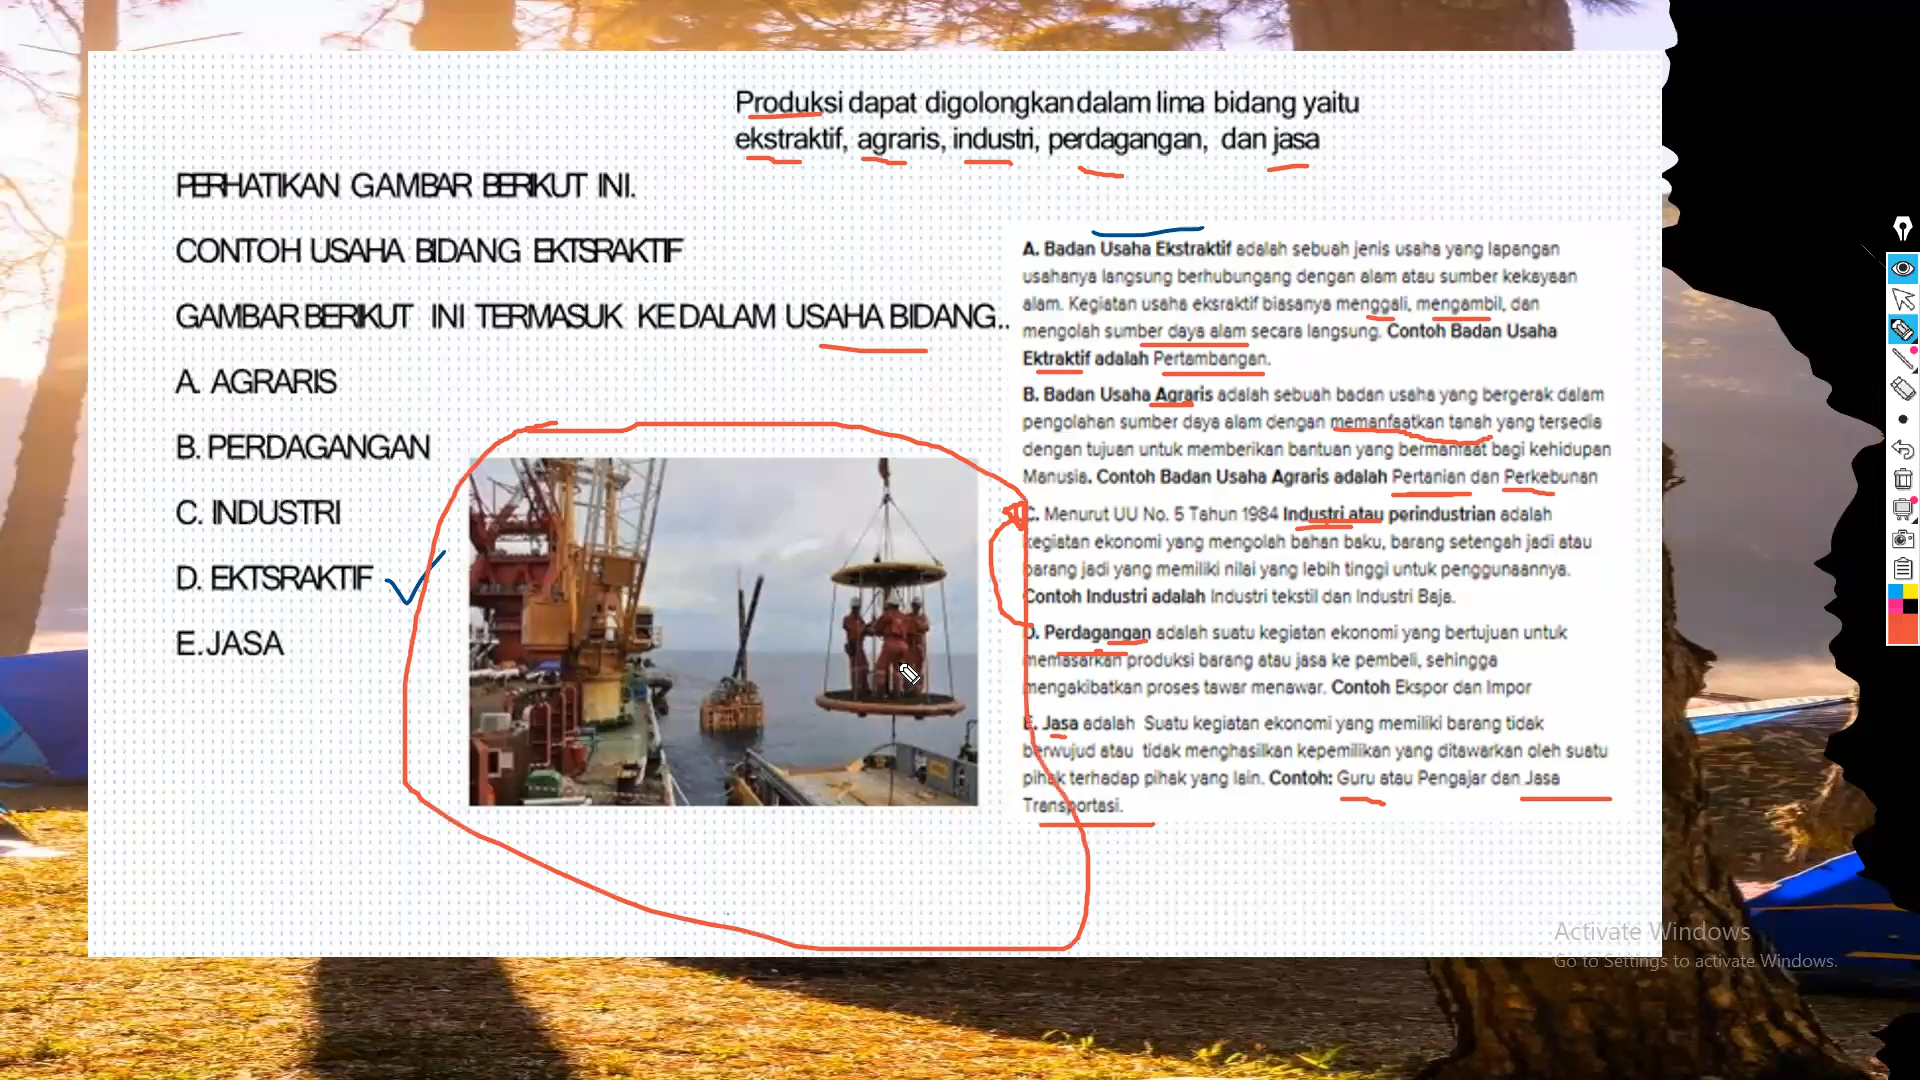 Produksi dapat digolongkan dalam lima bidang yaitu
ekstraktif, agraris, industri, perdagangan, dan jasa
PERHATIKAN GAMBAR BERIKUT INI.
CONTOH USAHA BIDANG EKTSRAKTIF
GAMBAR BERIKUT INI TERMASUK KEDALAM USAHA BIDANG..
A. AGRARIS
B. PERDAGANGAN
C. INDUSTRI
D. EKTSRAKTIF
E. JASA
A. Badan Usaha Ekstraktif adalah sebuah jenis usaha yang lapangan
usahanya langsung berhubungang dengan alam atau sumber kekayaan
alam. Kegiatan usaha eksraktif biasanya menggali, mengambil, dan
mengolah sumber daya alam secara langsung. Contoh Badan Usaha
Ektraktif adalah Pertambangan.
B. Badan Usaha Agraris adalah sebuah badan usaha yang bergerak dalam
pengolahan sumber daya alam dengan memanfaatkan tanah yang tersedia
dengan tujuan untuk memberikan bantuan yang bermanfaat bagi kehidupan
Manusia. Contoh Badan Usaha Agraris adalah Pertanian dan Perkebunan
C. Menurut UU No. 5 Tahun 1984 Industri atau perindustrian adalah
kegiatan ekonomi yang mengolah bahan baku, barang setengah jadi atau
barang jadi yang memiliki nilai yang lebih tinggi untuk penggunaannya.
Contoh Industri adalah Industri tekstil dan Industri Baja.
D. Perdagangan adalah suatu kegiatan ekonomi yang bertujuan untuk
memasarkan produksi barang atau jasa ke pembeli, sehingga
mengakibatkan proses tawar menawar. Contoh Ekspor dan Impor
E. Jasa adalah Suatu kegiatan ekonomi yang memiliki barang tidak
berwujud atau tidak menghasilkan kepemilikan yang ditawarkan oleh suatu
pihak terhadap pihak yang lain. Contoh: Guru atau Pengajar dan Jasa
Transportasi.
Activate Windows
Go to Settings to activate Windows.